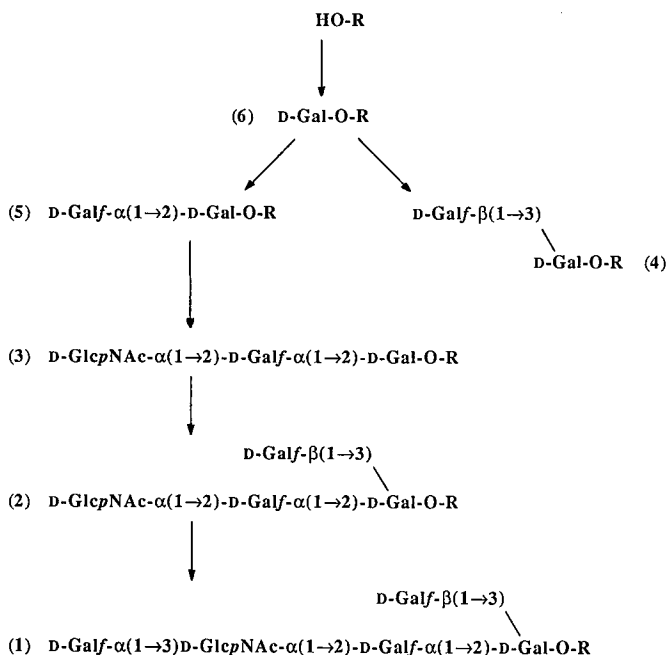 HO-R
(6) D-Gal-O-R
(5) D-Galf-α(1→2)-D-Gal-O-R
D-Galf-β(1→3)
D-Gal-O-R (4)
(3) D-GlcpNAc-α(1→2)-D-Galf-α(1→2)-D-Gal-O-R
D-Galf-β(1→3)
(2) D-GlcpNAc-α(1→2)-D-Galf-α(1→2)-D-Gal-O-R
D-Galf-β(1→3)
(1) D-Galf-α(1→3)D-GlcpNAc-α(1→2)-D-Galf-α(1→2)-D-Gal-O-R